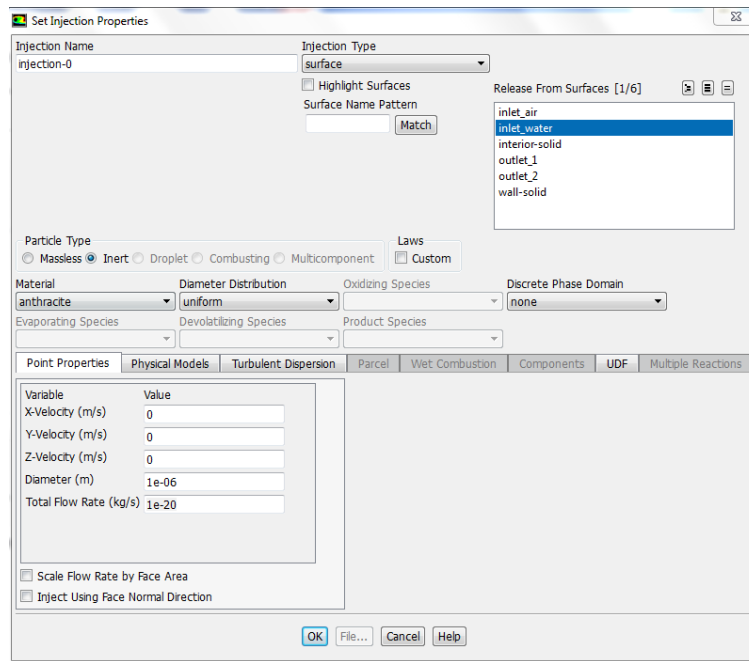 Set Injection Properties
Injection Name
Injection Type
injection-0
surface
Highlight Surfaces
Release From Surfaces [1/6]
Surface Name Pattern
Match
inlet_air
inlet_water
interior-solid
outlet_1
outlet_2
wall-solid
Particle Type
Laws
Massless Inert Droplet Combusting Multicomponent
Custom
Material
Diameter Distribution
Oxidizing Species
Discrete Phase Domain
anthracite
uniform
none
Evaporating Species
Devolatilizing Species
Product Species
Point Properties Physical Models Turbulent Dispersion Parcel Wet Combustion Components UDF Multiple Reactions
Variable Value
X-Velocity (m/s) 0
Y-Velocity (m/s) 0
Z-Velocity (m/s) 0
Diameter (m) 1e-06
Total Flow Rate (kg/s) 1e-20
Scale Flow Rate by Face Area
Inject Using Face Normal Direction
OK File... Cancel Help